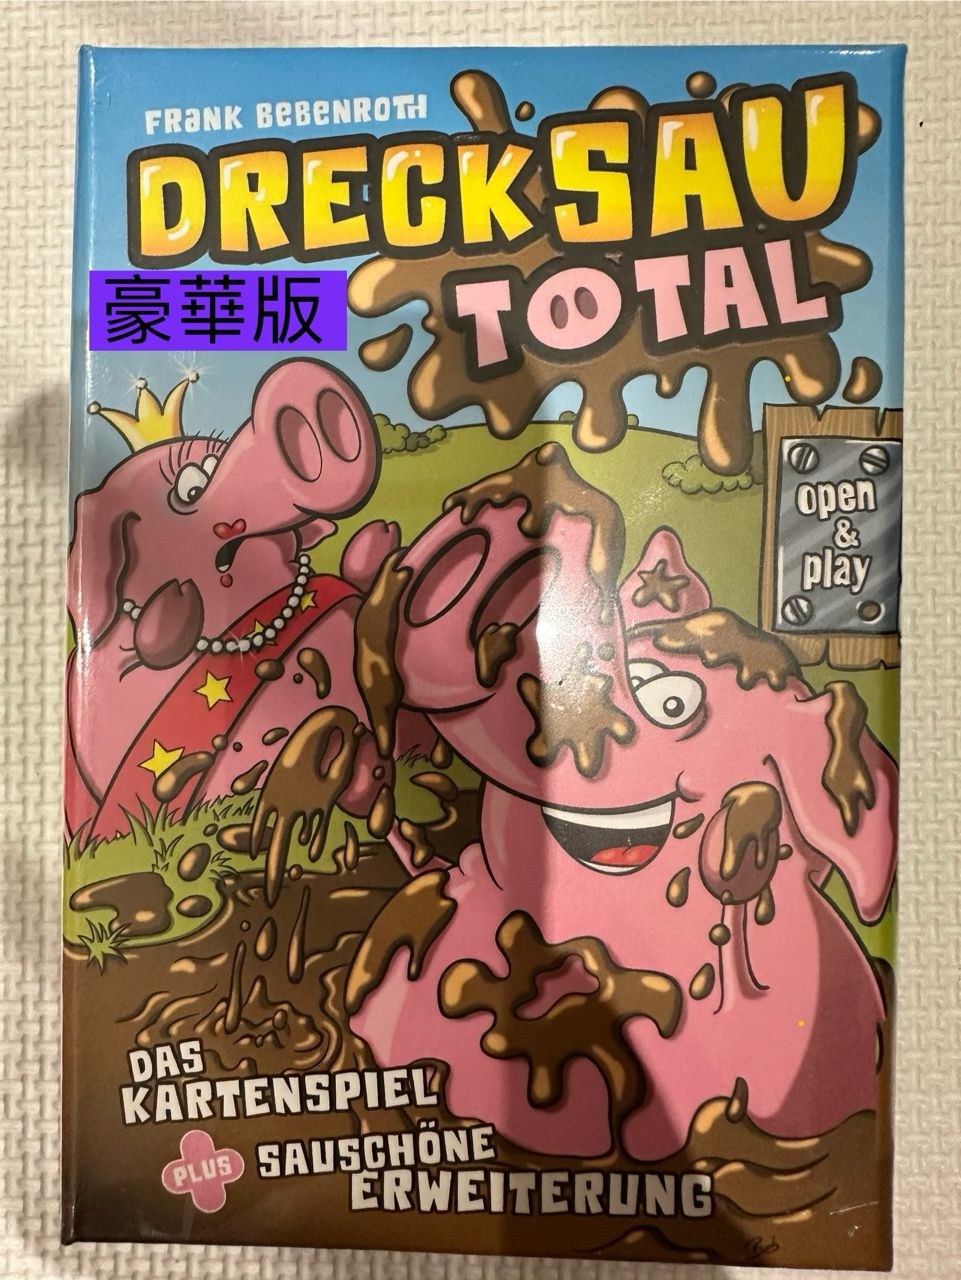 FRANK BEBENROTH
DRECKSAU
TOTAL
豪華版
open
&
play
DAS
KARTENSPIEL
PLUS
SAUSCHÖNE
ERWEITERUNG